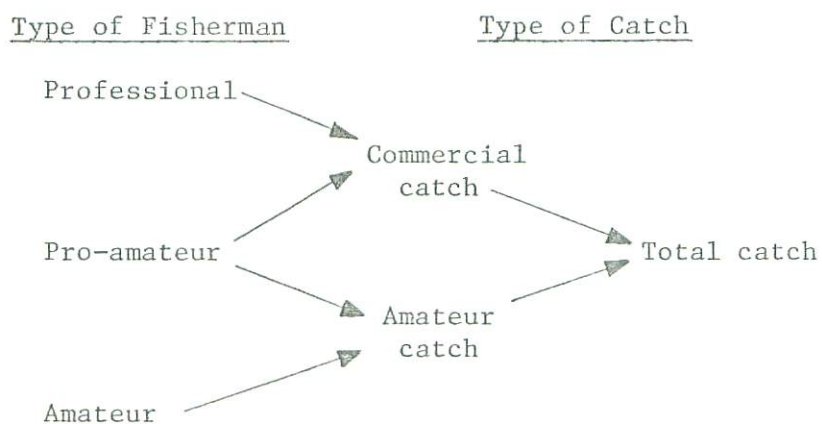 Type of Fisherman
Type of Catch
Professional
Commercial
catch
Pro-amateur
Total catch
Amateur
catch
Amateur